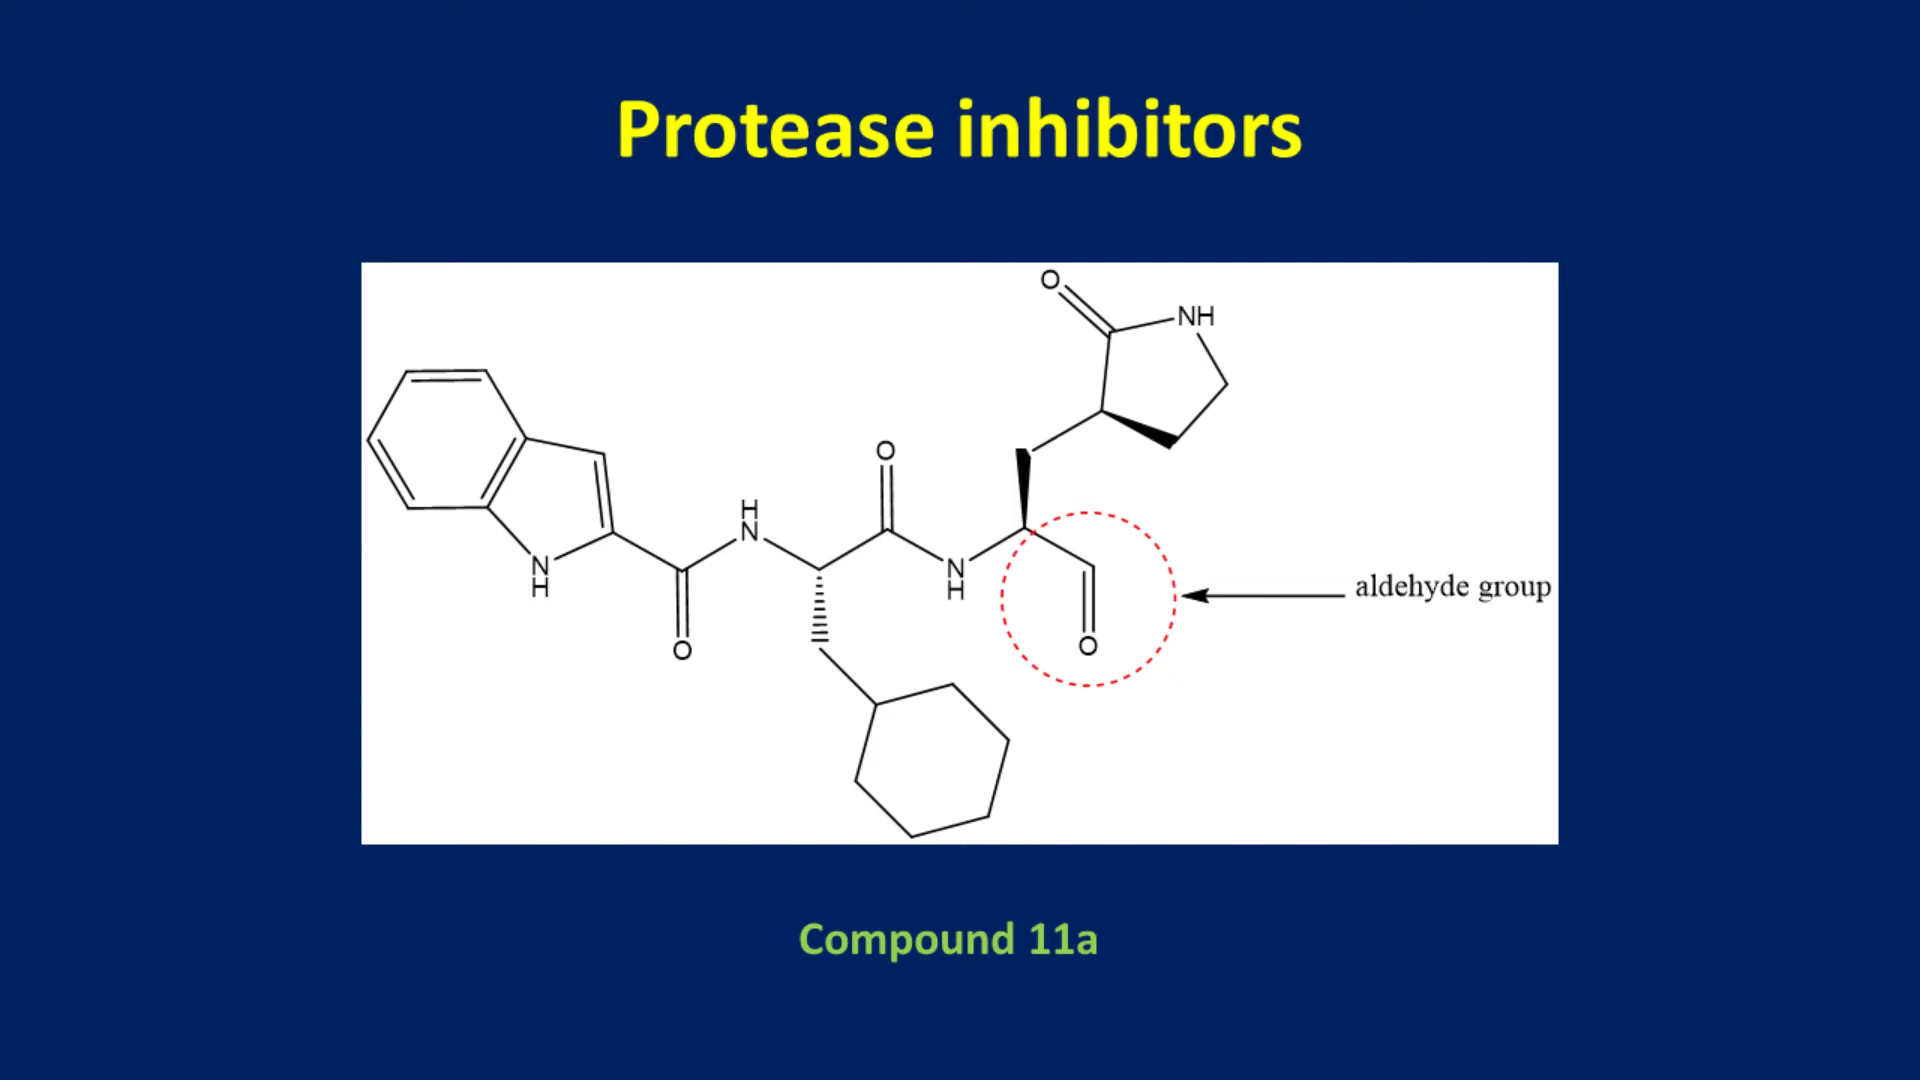 Protease inhibitors
O
NH
O
H
N
N
H
N
H
O
O
aldehyde group
Compound 11a